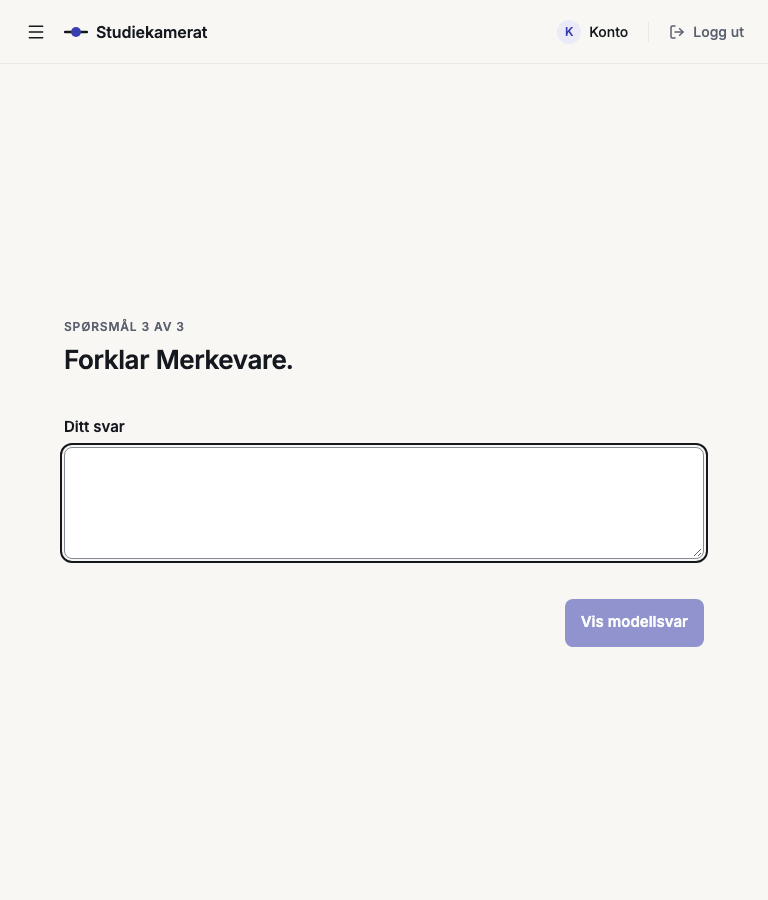 Studiekamerat
K Konto
Logg ut
SPØRSMÅL 3 AV 3
Forklar Merkevare.
Ditt svar
Vis modellsvar